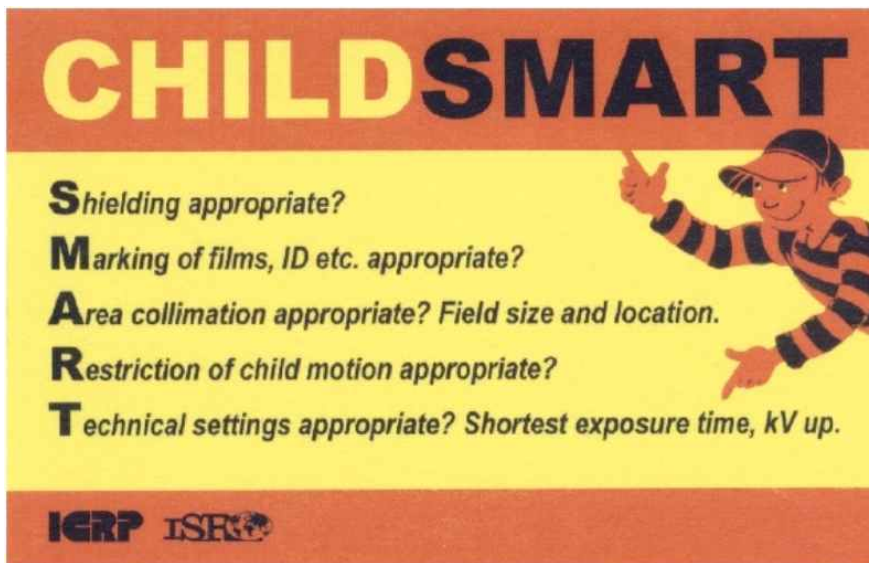 CHILDSMART
Shielding appropriate?
Marking of films, ID etc. appropriate?
Area collimation appropriate? Field size and location.
Restriction of child motion appropriate?
Technical settings appropriate? Shortest exposure time, kV up.
ICRP ISR